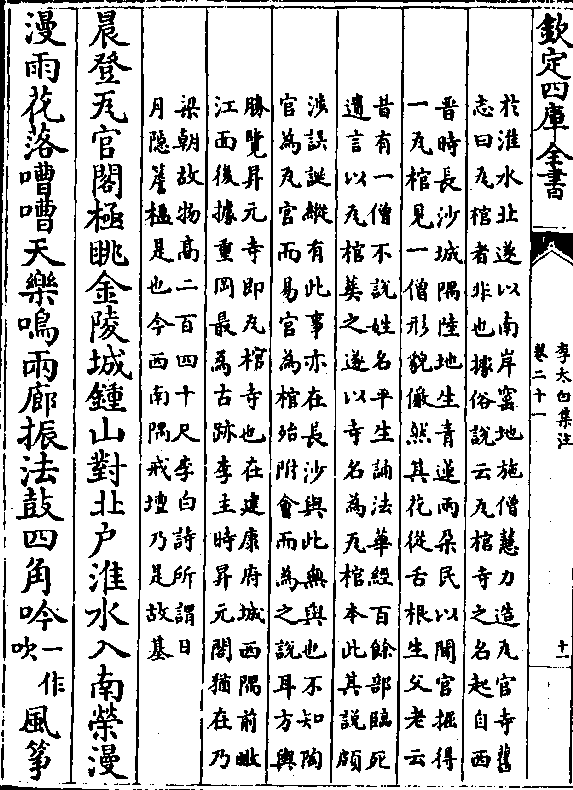 欽定四庫全書
李太白集注
卷二十一
十一
於淮水北遂以南岸窰地施僧慧力造瓦官寺舊
志曰瓦棺者非也據俗說云瓦棺寺之名起自西
晉時長沙城隅陸地生青蓮兩朵民以聞官掘得
一瓦棺見一僧形貌儼然其花從舌根生父老云
昔有一僧不說姓名平生誦法華經百餘部臨死
遺言以瓦棺葬之遂以寺名為瓦棺本此其說頗
涉誤誕縱有此事亦在長沙與此無與也不知陶
官為瓦官而易官為棺殆附會而為之說耳方輿
勝覽昇元寺即瓦棺寺也在建康府城西隅前瞰
江面後據重岡最為古跡李主時昇元閣猶在乃
梁朝故物高二百四十尺李白詩所謂日
月隱簷楹是也今西南隅戒壇乃是故基
晨登瓦官閣極眺金陵城鍾山對北户淮水入南榮漫
漫雨花落嘈嘈天樂鳴兩廊振法鼓四角吟一作吹風箏